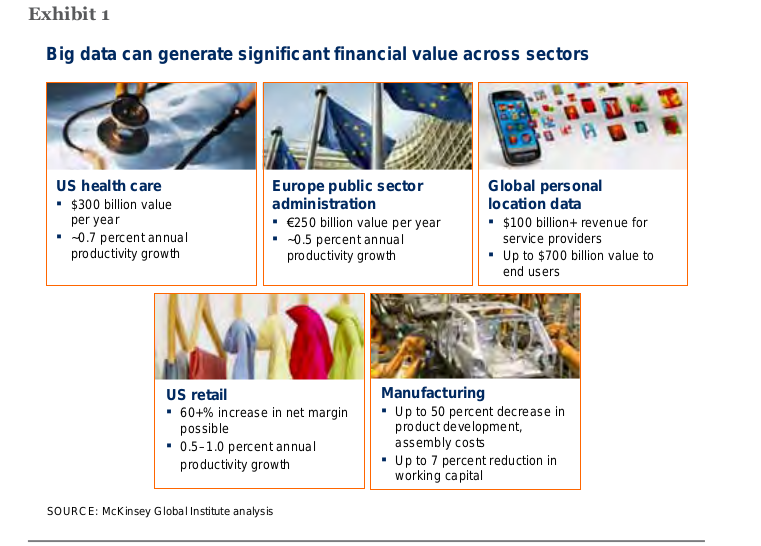 Exhibit 1
Big data can generate significant financial value across sectors
US health care
▪ $300 billion value
per year
▪ ~0.7 percent annual
productivity growth
Europe public sector
administration
▪ €250 billion value per year
▪ ~0.5 percent annual
productivity growth
Global personal
location data
▪ $100 billion+ revenue for
service providers
▪ Up to $700 billion value to
end users
US retail
▪ 60+% increase in net margin
possible
▪ 0.5–1.0 percent annual
productivity growth
Manufacturing
▪ Up to 50 percent decrease in
product development,
assembly costs
▪ Up to 7 percent reduction in
working capital
SOURCE: McKinsey Global Institute analysis